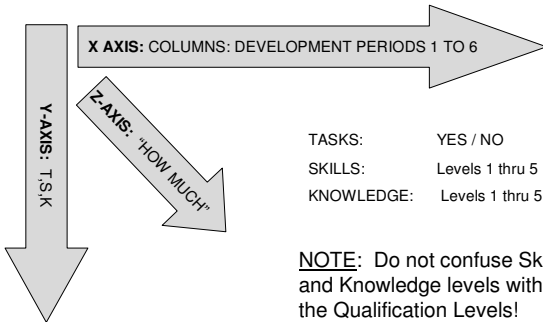 X AXIS: COLUMNS: DEVELOPMENT PERIODS 1 TO 6
Y-AXIS: T,S,K
Z-AXIS: "HOW MUCH"
TASKS: YES / NO
SKILLS: Levels 1 thru 5
KNOWLEDGE: Levels 1 thru 5
NOTE: Do not confuse Sk
and Knowledge levels with
the Qualification Levels!